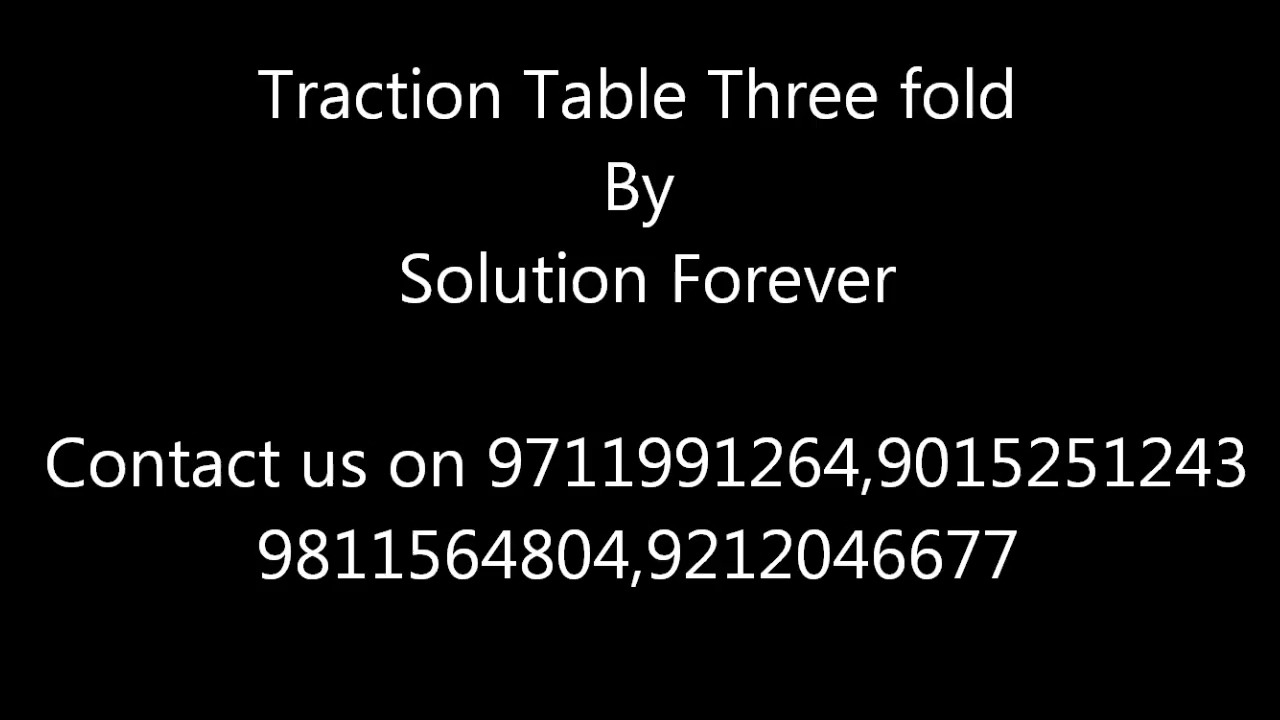 Traction Table Three fold
By
Solution Forever
Contact us on 9711991264,9015251243
9811564804,9212046677